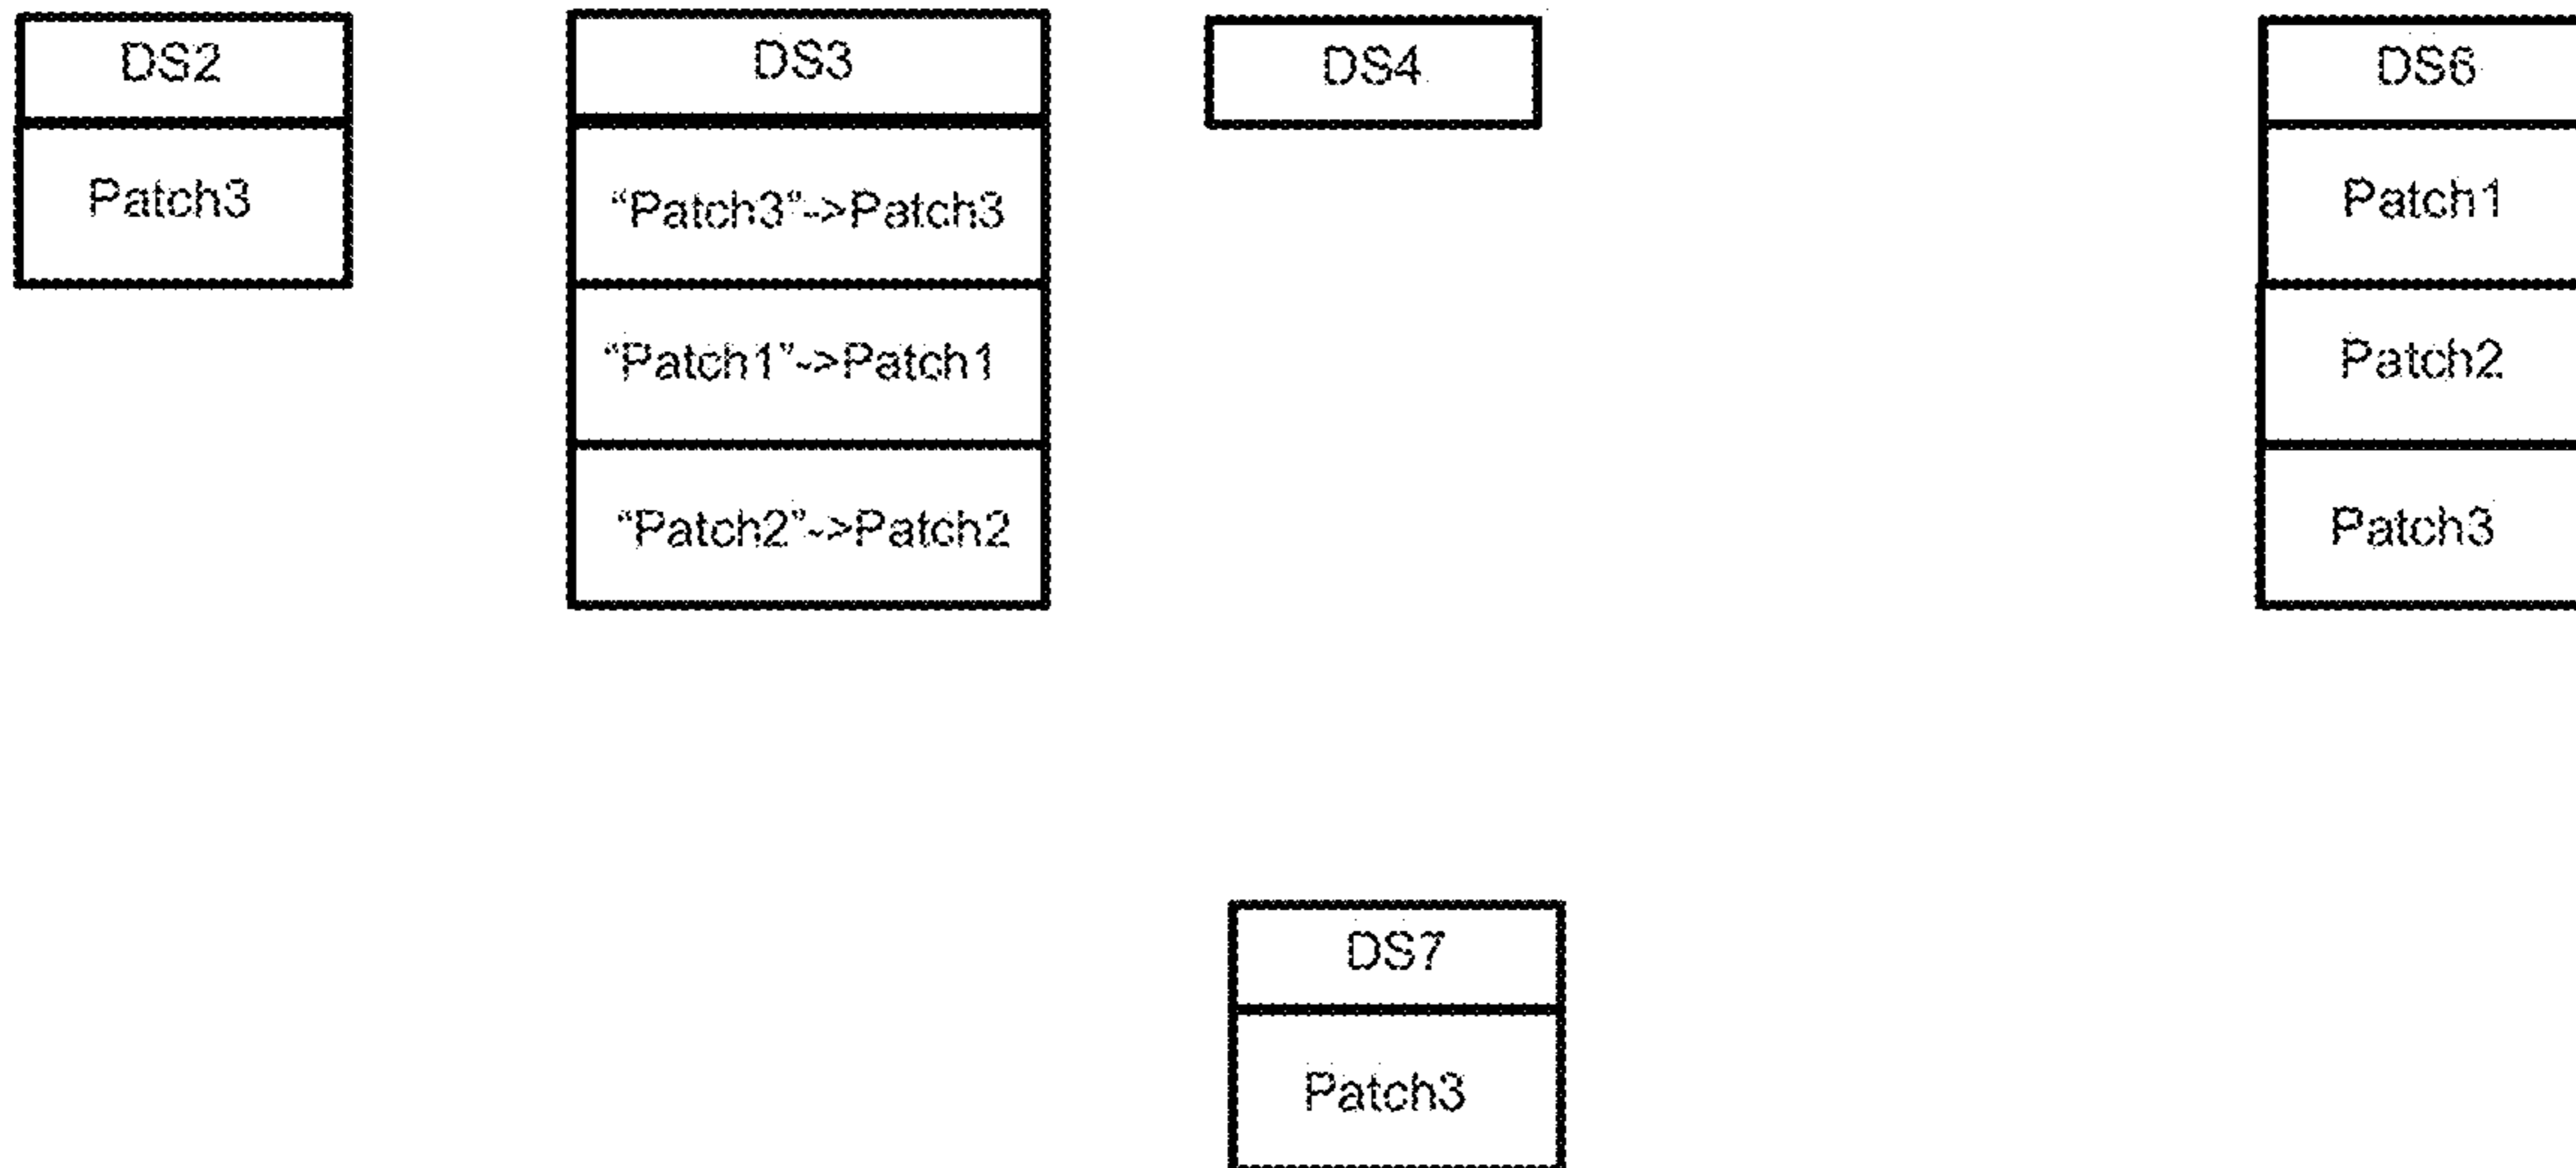 DS2
Patch3
DS3
“Patch3”->Patch3
“Patch1”->Patch1
“Patch2”->Patch2
DS4
DS6
Patch1
Patch2
Patch3
DS7
Patch3